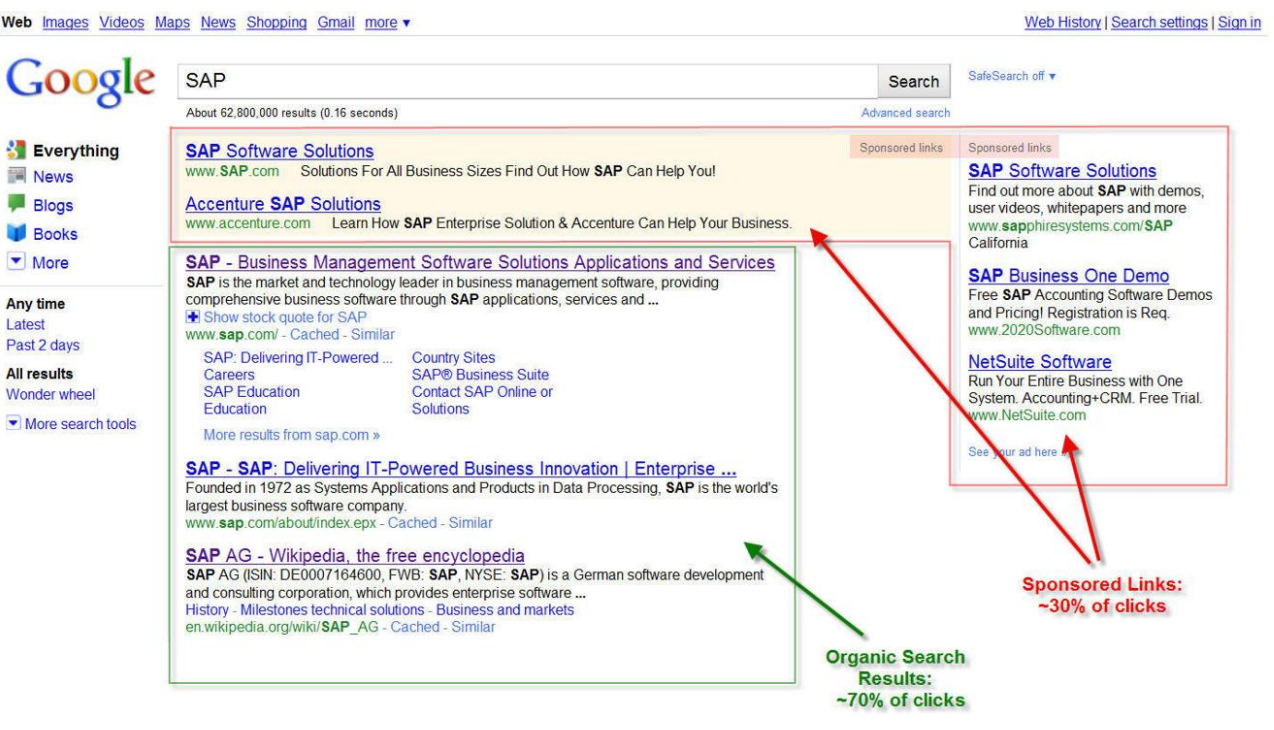 Web Images Videos Maps News Shopping Gmail more ▼
Web History | Search settings | Sign in
Google
SAP
Search
SafeSearch off ▼
About 62,800,000 results (0.16 seconds)
Advanced search
Everything
News
Blogs
Books
More
Any time
Latest
Past 2 days
All results
Wonder wheel
More search tools
SAP Software Solutions
Sponsored links
www.SAP.com Solutions For All Business Sizes Find Out How SAP Can Help You!
Accenture SAP Solutions
www.accenture.com Learn How SAP Enterprise Solution & Accenture Can Help Your Business.
SAP - Business Management Software Solutions Applications and Services
SAP is the market and technology leader in business management software, providing
comprehensive business software through SAP applications, services and ...
Show stock quote for SAP
www.sap.com/ - Cached - Similar
SAP: Delivering IT-Powered ... Country Sites
Careers SAP® Business Suite
SAP Education Contact SAP Online or
Education Solutions
More results from sap.com »
SAP - SAP: Delivering IT-Powered Business Innovation | Enterprise ...
Founded in 1972 as Systems Applications and Products in Data Processing, SAP is the world's
largest business software company.
www.sap.com/about/index.epx - Cached - Similar
SAP AG - Wikipedia, the free encyclopedia
SAP AG (ISIN: DE0007164600, FWB: SAP, NYSE: SAP) is a German software development
and consulting corporation, which provides enterprise software ...
History - Milestones technical solutions - Business and markets
en.wikipedia.org/wiki/SAP_AG - Cached - Similar
Sponsored links
SAP Software Solutions
Find out more about SAP with demos,
user videos, whitepapers and more
www.sapphiresystems.com/SAP
California
SAP Business One Demo
Free SAP Accounting Software Demos
and Pricing! Registration is Req.
www.2020Software.com
NetSuite Software
Run Your Entire Business with One
System. Accounting+CRM. Free Trial.
www.NetSuite.com
See your ad here »
Sponsored Links:
~30% of clicks
Organic Search
Results:
~70% of clicks